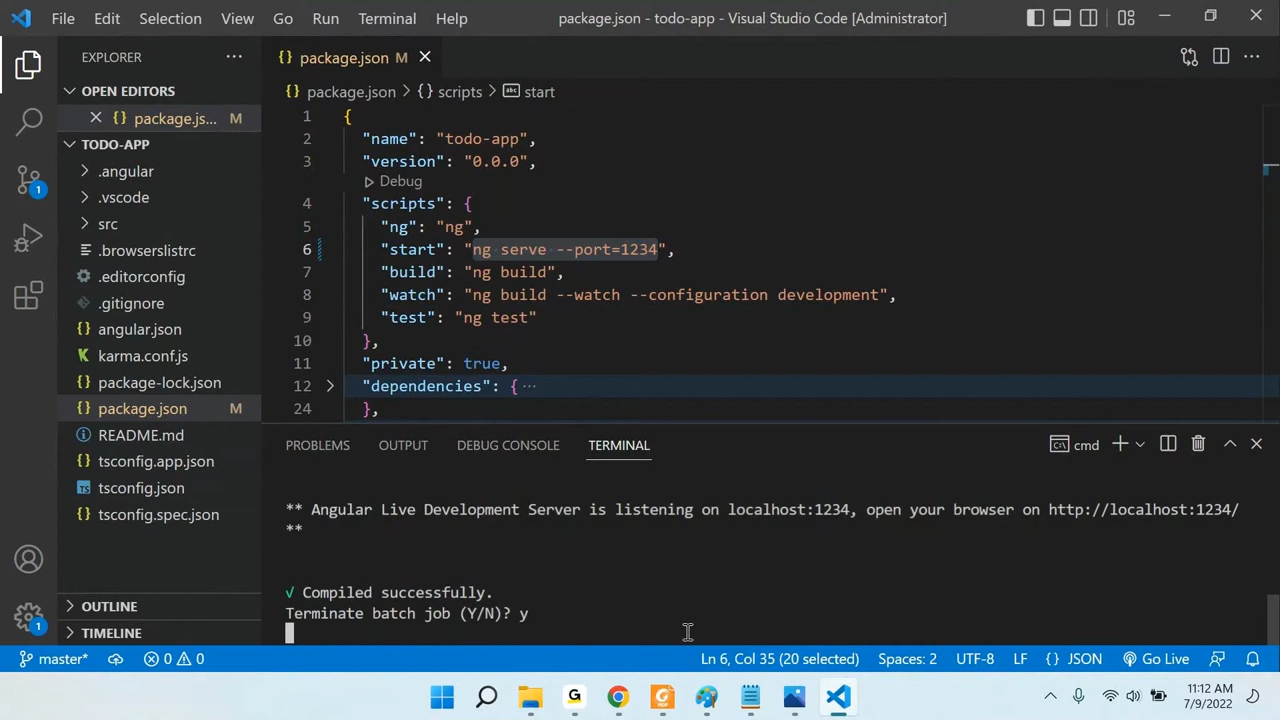 File Edit Selection View Go Run Terminal Help package.json - todo-app - Visual Studio Code [Administrator]
EXPLORER
OPEN EDITORS
package.js... M
TODO-APP
.angular
.vscode
src
.browserslistrc
.editorconfig
.gitignore
angular.json
karma.conf.js
package-lock.json
package.json M
README.md
tsconfig.app.json
tsconfig.json
tsconfig.spec.json
OUTLINE
TIMELINE
{} package.json M
{} package.json > {} scripts > abc start
1 {
2 "name": "todo-app",
3 "version": "0.0.0",
Debug
4 "scripts": {
5 "ng": "ng",
6 "start": "ng serve --port=1234",
7 "build": "ng build",
8 "watch": "ng build --watch --configuration development",
9 "test": "ng test"
10 },
11 "private": true,
12 "dependencies": { ...
24 },
PROBLEMS OUTPUT DEBUG CONSOLE TERMINAL cmd
** Angular Live Development Server is listening on localhost:1234, open your browser on http://localhost:1234/
**
√ Compiled successfully.
Terminate batch job (Y/N)? y
1
1
master* 0 0 Ln 6, Col 35 (20 selected) Spaces: 2 UTF-8 LF {} JSON Go Live
11:12 AM
7/9/2022